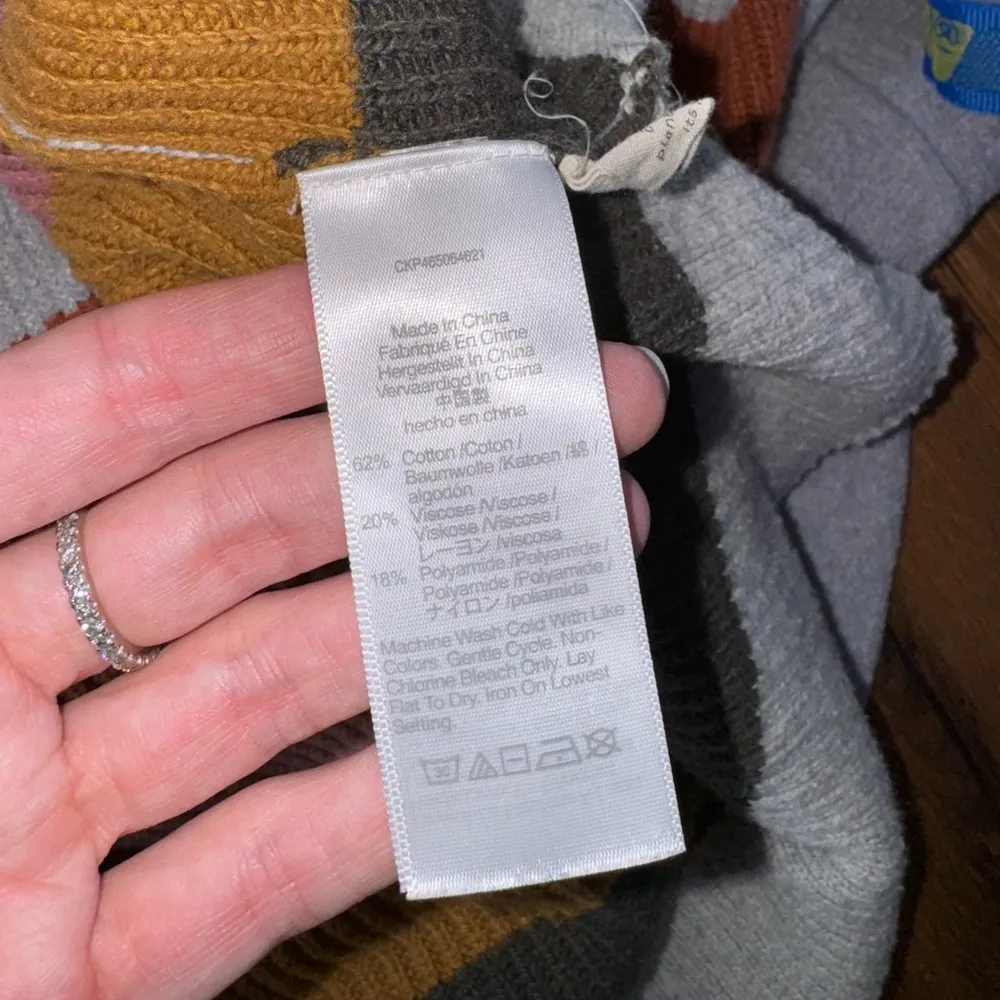 CKP465064621
Made In China
Fabriqué En Chine
Hergestellt In China
Vervaardigd In China
中国製
hecho en china
62% Cotton /Coton /
Baumwolle /Katoen /綿 /
algodón
20% Viscose /Viscose /
Viskose /Viscose /
レーヨン /viscosa
18% Polyamide /Polyamide /
Polyamide /Polyamide /
ナイロン /poliamida
Machine Wash Cold With Like
Colors. Gentle Cycle. Non-
Chlorine Bleach Only. Lay
Flat To Dry. Iron On Lowest
Setting.
30
its.